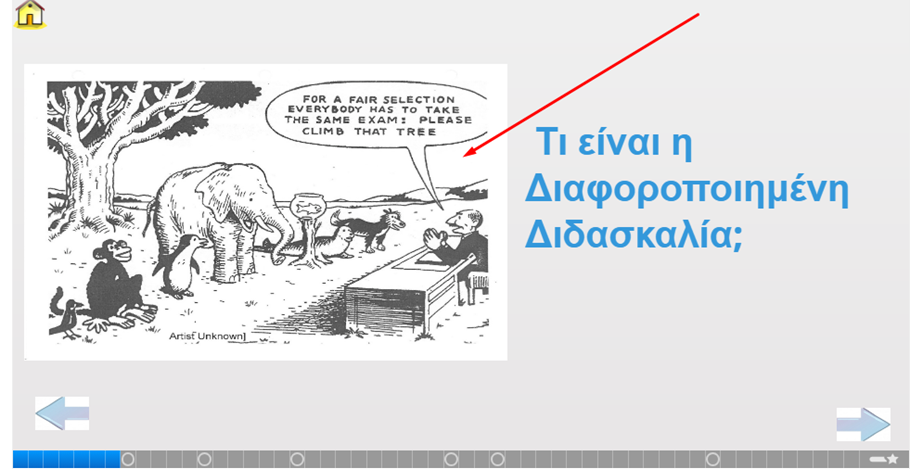 FOR A FAIR SELECTION
EVERYBODY HAS TO TAKE
THE SAME EXAM: PLEASE
CLIMB THAT TREE
Τι είναι η
Διαφοροποιημένη
Διδασκαλία;
Artist Unknown]